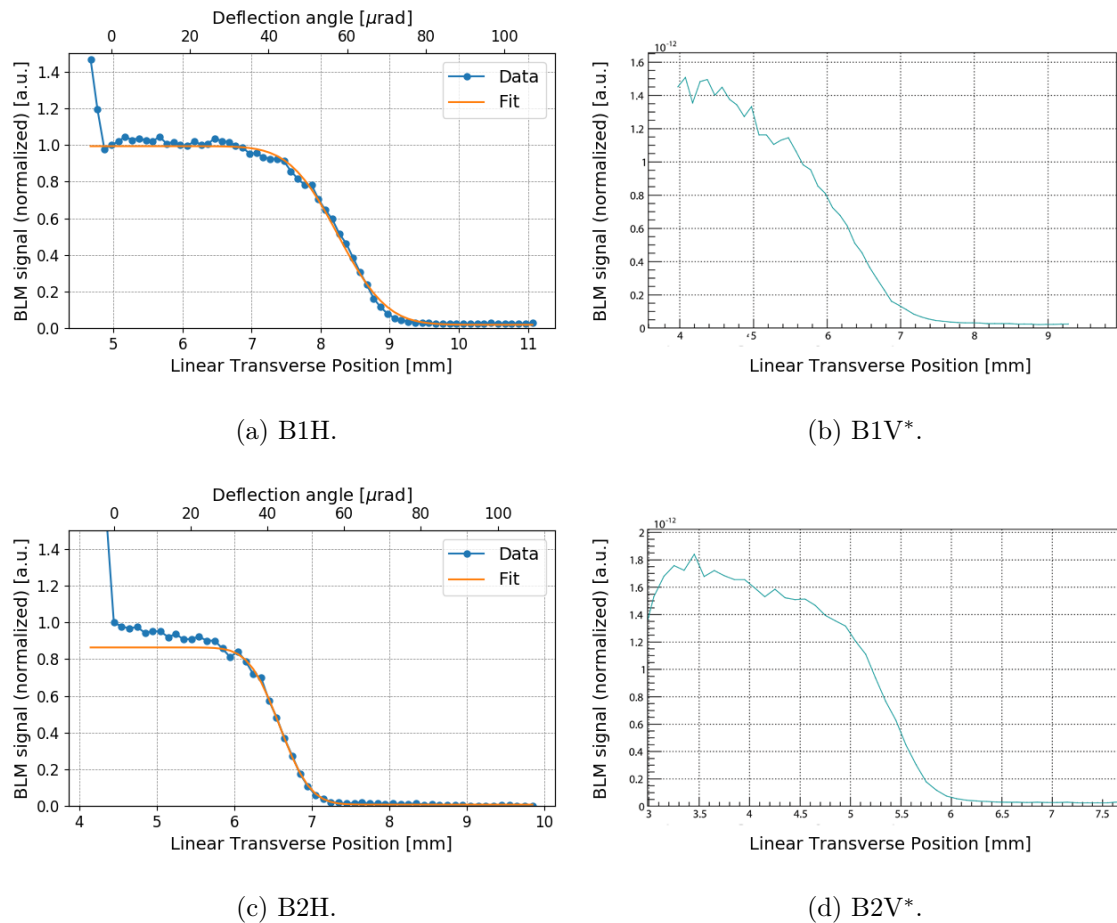 Deflection angle [μrad]
0 20 40 60 80 100
BLM signal (normalized) [a.u.]
1.4
1.2
1.0
0.8
0.6
0.4
0.2
0.0
Data
Fit
5 6 7 8 9 10 11
Linear Transverse Position [mm]
(a) B1H.
×10⁻¹²
BLM signal (normalized) [a.u.]
1.6
1.4
1.2
1
0.8
0.6
0.4
0.2
0
4 5 6 7 8 9
Linear Transverse Position [mm]
(b) B1V*.
Deflection angle [μrad]
0 20 40 60 80 100
BLM signal (normalized) [a.u.]
1.4
1.2
1.0
0.8
0.6
0.4
0.2
0.0
Data
Fit
4 5 6 7 8 9 10
Linear Transverse Position [mm]
(c) B2H.
×10⁻¹²
BLM signal (normalized) [a.u.]
2
1.8
1.6
1.4
1.2
1
0.8
0.6
0.4
0.2
0
3 3.5 4 4.5 5 5.5 6 6.5 7 7.5
Linear Transverse Position [mm]
(d) B2V*.